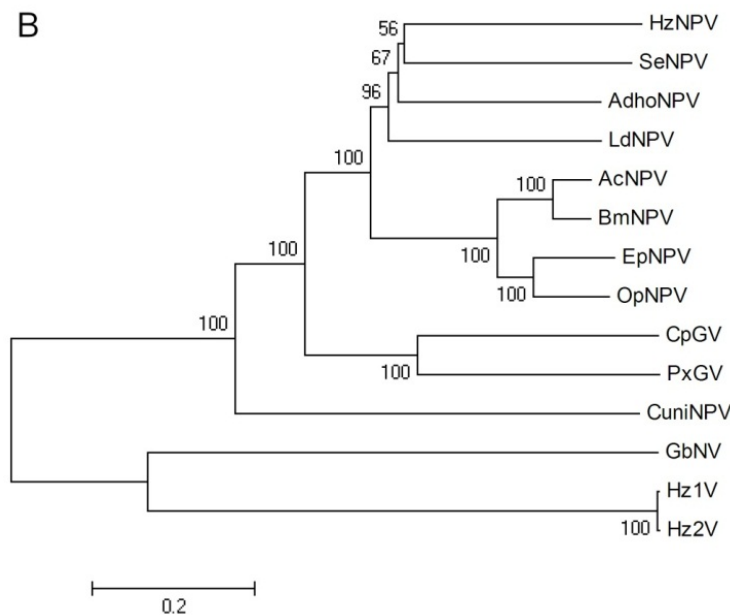 B
56
HzNPV
67
SeNPV
96
AdhoNPV
LdNPV
100
100
AcNPV
BmNPV
100
100
EpNPV
100
OpNPV
100
CpGV
100
PxGV
CuniNPV
GbNV
Hz1V
100
Hz2V
0.2